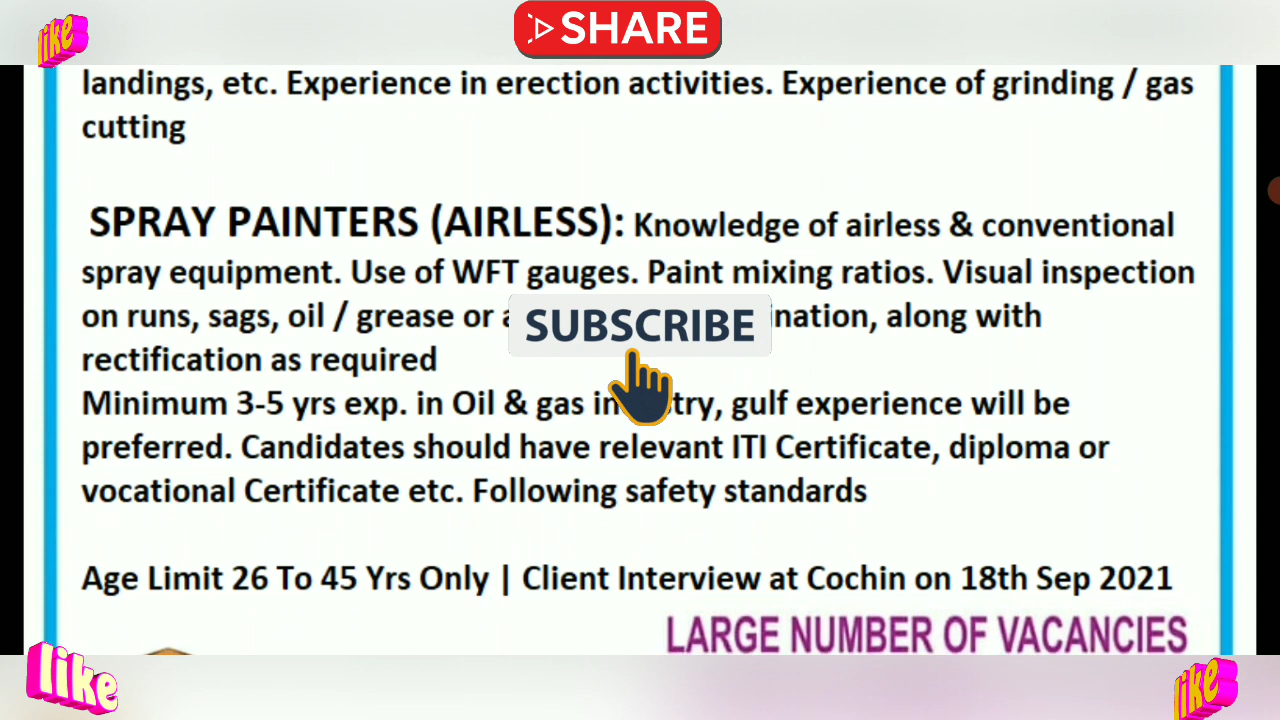 like
SHARE
landings, etc. Experience in erection activities. Experience of grinding / gas
cutting
SPRAY PAINTERS (AIRLESS): Knowledge of airless & conventional
spray equipment. Use of WFT gauges. Paint mixing ratios. Visual inspection
on runs, sags, oil / grease or along with
SUBSCRIBE
rectification as required
Minimum 3-5 yrs exp. in Oil & gas gulf experience will be
preferred. Candidates should have relevant ITI Certificate, diploma or
vocational Certificate etc. Following safety standards
Age Limit 26 To 45 Yrs Only | Client Interview at Cochin on 18th Sep 2021
LARGE NUMBER OF VACANCIES
like
like